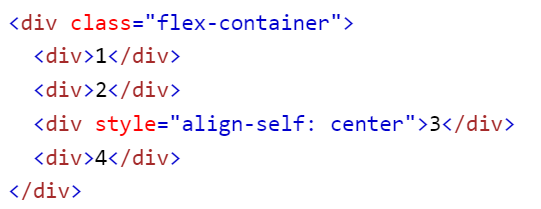 <div class="flex-container">
  <div>1</div>
  <div>2</div>
  <div style="align-self: center">3</div>
  <div>4</div>
</div>